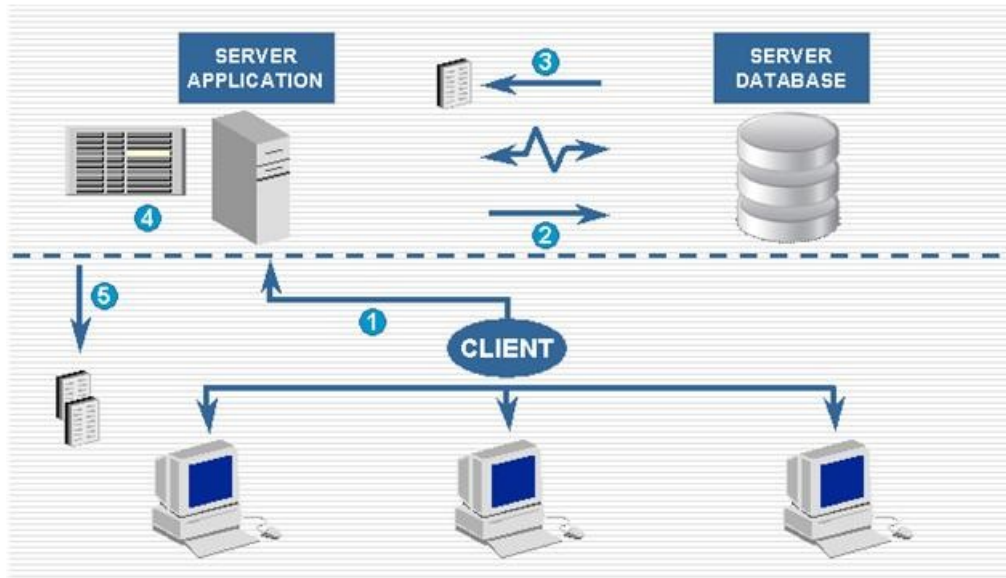 SERVER
APPLICATION
3
SERVER
DATABASE
4
2
5
1
CLIENT